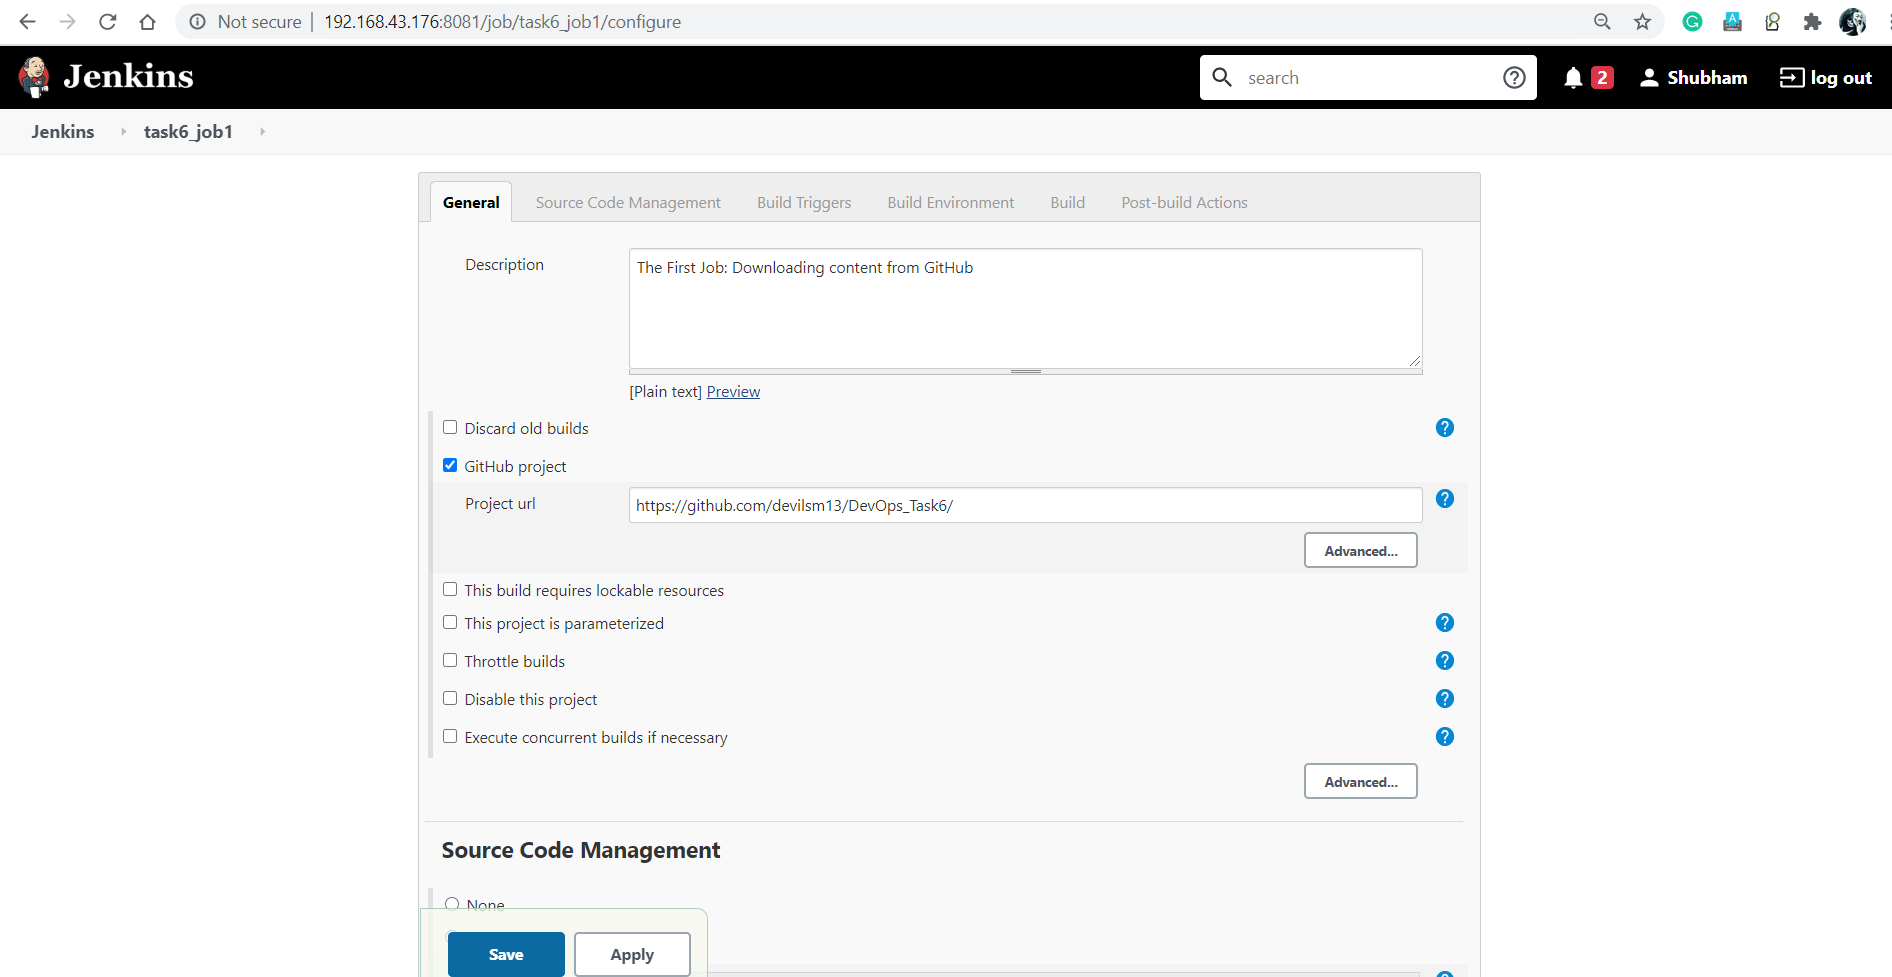 Not secure | 192.168.43.176:8081/job/task6_job1/configure
Jenkins
search
2
Shubham
log out
Jenkins
task6_job1
General
Source Code Management
Build Triggers
Build Environment
Build
Post-build Actions
Description
The First Job: Downloading content from GitHub
[Plain text] Preview
Discard old builds
GitHub project
Project url
https://github.com/devilsm13/DevOps_Task6/
Advanced...
This build requires lockable resources
This project is parameterized
Throttle builds
Disable this project
Execute concurrent builds if necessary
Advanced...
Source Code Management
None
Save
Apply